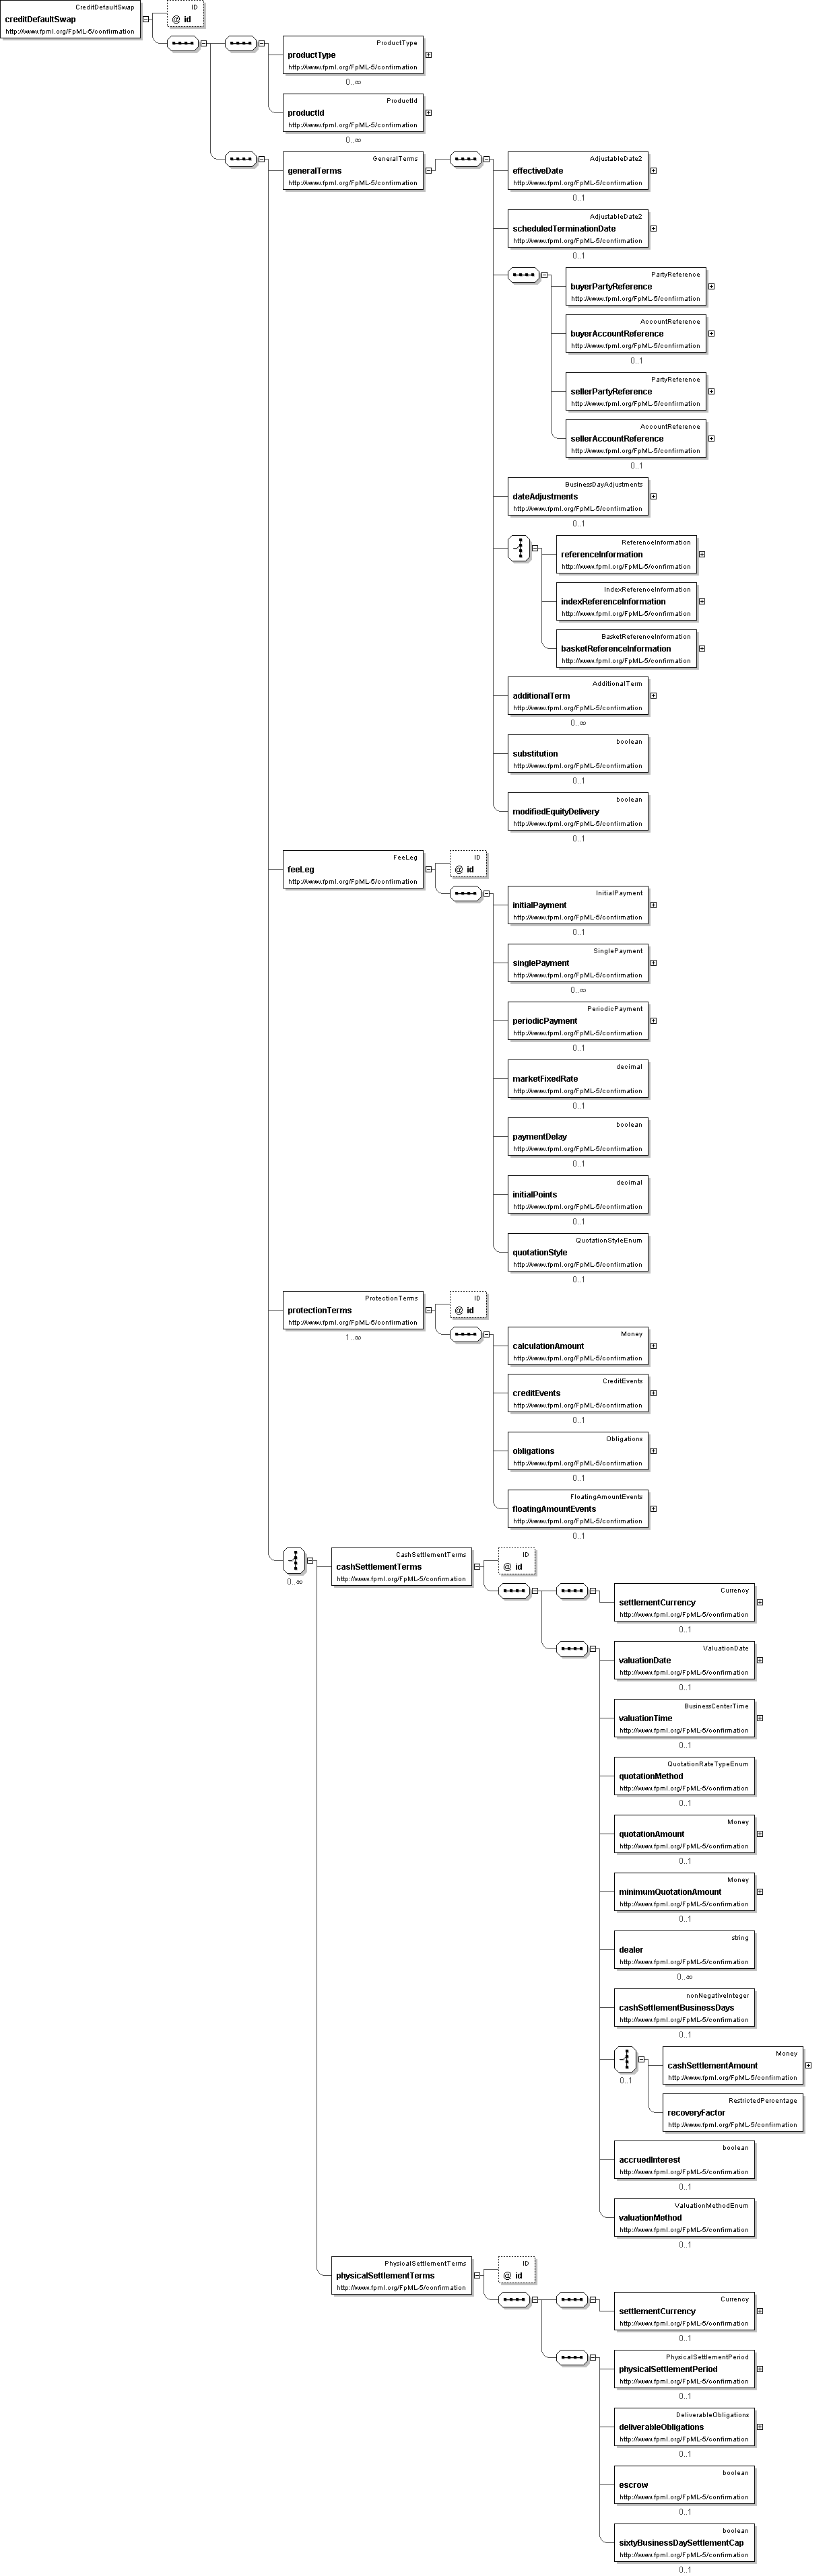 CreditDefaultSwap
creditDefaultSwap
http://www.fpml.org/FpML-5/confirmation
ID
@ id
ProductType
productType
http://www.fpml.org/FpML-5/confirmation
0..∞
ProductId
productId
http://www.fpml.org/FpML-5/confirmation
0..∞
GeneralTerms
generalTerms
http://www.fpml.org/FpML-5/confirmation
AdjustableDate2
effectiveDate
http://www.fpml.org/FpML-5/confirmation
0..1
AdjustableDate2
scheduledTerminationDate
http://www.fpml.org/FpML-5/confirmation
0..1
PartyReference
buyerPartyReference
http://www.fpml.org/FpML-5/confirmation
AccountReference
buyerAccountReference
http://www.fpml.org/FpML-5/confirmation
0..1
PartyReference
sellerPartyReference
http://www.fpml.org/FpML-5/confirmation
AccountReference
sellerAccountReference
http://www.fpml.org/FpML-5/confirmation
0..1
BusinessDayAdjustments
dateAdjustments
http://www.fpml.org/FpML-5/confirmation
0..1
ReferenceInformation
referenceInformation
http://www.fpml.org/FpML-5/confirmation
IndexReferenceInformation
indexReferenceInformation
http://www.fpml.org/FpML-5/confirmation
BasketReferenceInformation
basketReferenceInformation
http://www.fpml.org/FpML-5/confirmation
AdditionalTerm
additionalTerm
http://www.fpml.org/FpML-5/confirmation
0..∞
boolean
substitution
http://www.fpml.org/FpML-5/confirmation
0..1
boolean
modifiedEquityDelivery
http://www.fpml.org/FpML-5/confirmation
0..1
FeeLeg
feeLeg
http://www.fpml.org/FpML-5/confirmation
ID
@ id
InitialPayment
initialPayment
http://www.fpml.org/FpML-5/confirmation
0..1
SinglePayment
singlePayment
http://www.fpml.org/FpML-5/confirmation
0..∞
PeriodicPayment
periodicPayment
http://www.fpml.org/FpML-5/confirmation
0..1
decimal
marketFixedRate
http://www.fpml.org/FpML-5/confirmation
0..1
boolean
paymentDelay
http://www.fpml.org/FpML-5/confirmation
0..1
decimal
initialPoints
http://www.fpml.org/FpML-5/confirmation
0..1
QuotationStyleEnum
quotationStyle
http://www.fpml.org/FpML-5/confirmation
0..1
ProtectionTerms
protectionTerms
http://www.fpml.org/FpML-5/confirmation
1..∞
ID
@ id
Money
calculationAmount
http://www.fpml.org/FpML-5/confirmation
CreditEvents
creditEvents
http://www.fpml.org/FpML-5/confirmation
0..1
Obligations
obligations
http://www.fpml.org/FpML-5/confirmation
0..1
FloatingAmountEvents
floatingAmountEvents
http://www.fpml.org/FpML-5/confirmation
0..1
0..∞
CashSettlementTerms
cashSettlementTerms
http://www.fpml.org/FpML-5/confirmation
ID
@ id
Currency
settlementCurrency
http://www.fpml.org/FpML-5/confirmation
0..1
ValuationDate
valuationDate
http://www.fpml.org/FpML-5/confirmation
0..1
BusinessCenterTime
valuationTime
http://www.fpml.org/FpML-5/confirmation
0..1
QuotationRateTypeEnum
quotationMethod
http://www.fpml.org/FpML-5/confirmation
0..1
Money
quotationAmount
http://www.fpml.org/FpML-5/confirmation
0..1
Money
minimumQuotationAmount
http://www.fpml.org/FpML-5/confirmation
0..1
string
dealer
http://www.fpml.org/FpML-5/confirmation
0..∞
nonNegativeInteger
cashSettlementBusinessDays
http://www.fpml.org/FpML-5/confirmation
0..1
0..1
Money
cashSettlementAmount
http://www.fpml.org/FpML-5/confirmation
RestrictedPercentage
recoveryFactor
http://www.fpml.org/FpML-5/confirmation
boolean
accruedInterest
http://www.fpml.org/FpML-5/confirmation
0..1
ValuationMethodEnum
valuationMethod
http://www.fpml.org/FpML-5/confirmation
0..1
PhysicalSettlementTerms
physicalSettlementTerms
http://www.fpml.org/FpML-5/confirmation
ID
@ id
Currency
settlementCurrency
http://www.fpml.org/FpML-5/confirmation
0..1
PhysicalSettlementPeriod
physicalSettlementPeriod
http://www.fpml.org/FpML-5/confirmation
0..1
DeliverableObligations
deliverableObligations
http://www.fpml.org/FpML-5/confirmation
0..1
boolean
escrow
http://www.fpml.org/FpML-5/confirmation
0..1
boolean
sixtyBusinessDaySettlementCap
http://www.fpml.org/FpML-5/confirmation
0..1